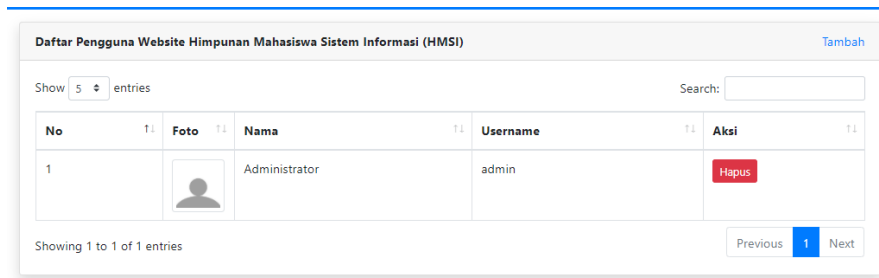 Daftar Pengguna Website Himpunan Mahasiswa Sistem Informasi (HMSI) Tambah
Show 5 entries Search:
No Foto Nama Username Aksi
1 Administrator admin Hapus
Showing 1 to 1 of 1 entries Previous 1 Next